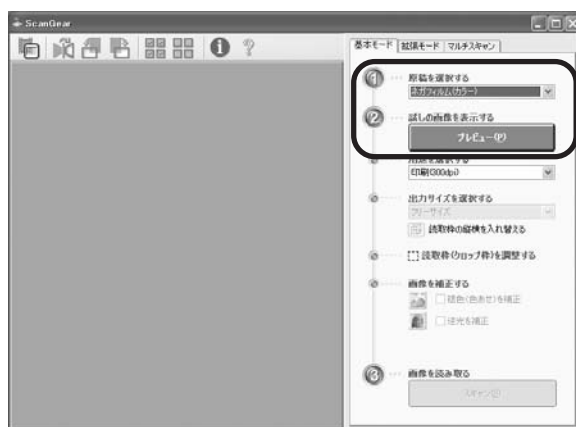 ScanGear
基本モード 拡張モード マルチスキャン
① 原稿を選択する
ネガフィルム(カラー)
② 試しの画像を表示する
プレビュー(P)
用途を選択する
印刷(300dpi)
出力サイズを選択する
フリーサイズ
読取枠の縦横を入れ替える
読取枠(クロップ枠)を調整する
画像を補正する
褪色(色あせ)を補正
逆光を補正
③ 画像を読み取る
スキャン(S)